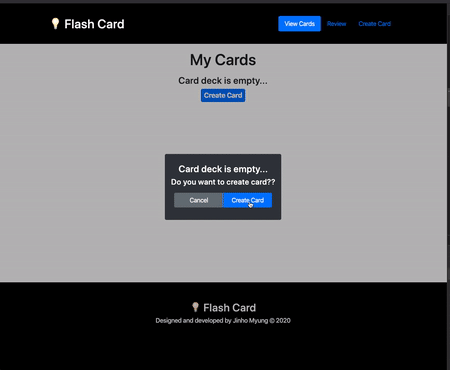 Flash Card
View Cards
Review
Create Card
My Cards
Card deck is empty...
Create Card
Card deck is empty...
Do you want to create card??
Cancel
Create Card
Flash Card
Designed and developed by Jinho Myung © 2020